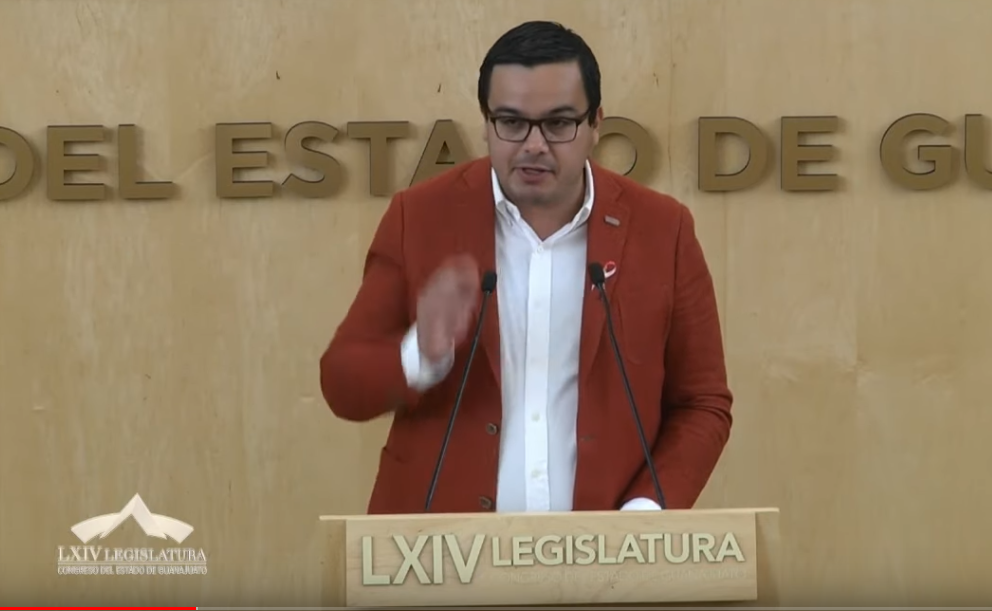 DEL ESTADO DE GU
LXIV LEGISLATURA
CONGRESO DEL ESTADO DE GUANAJUATO
LXIV LEGISLATURA